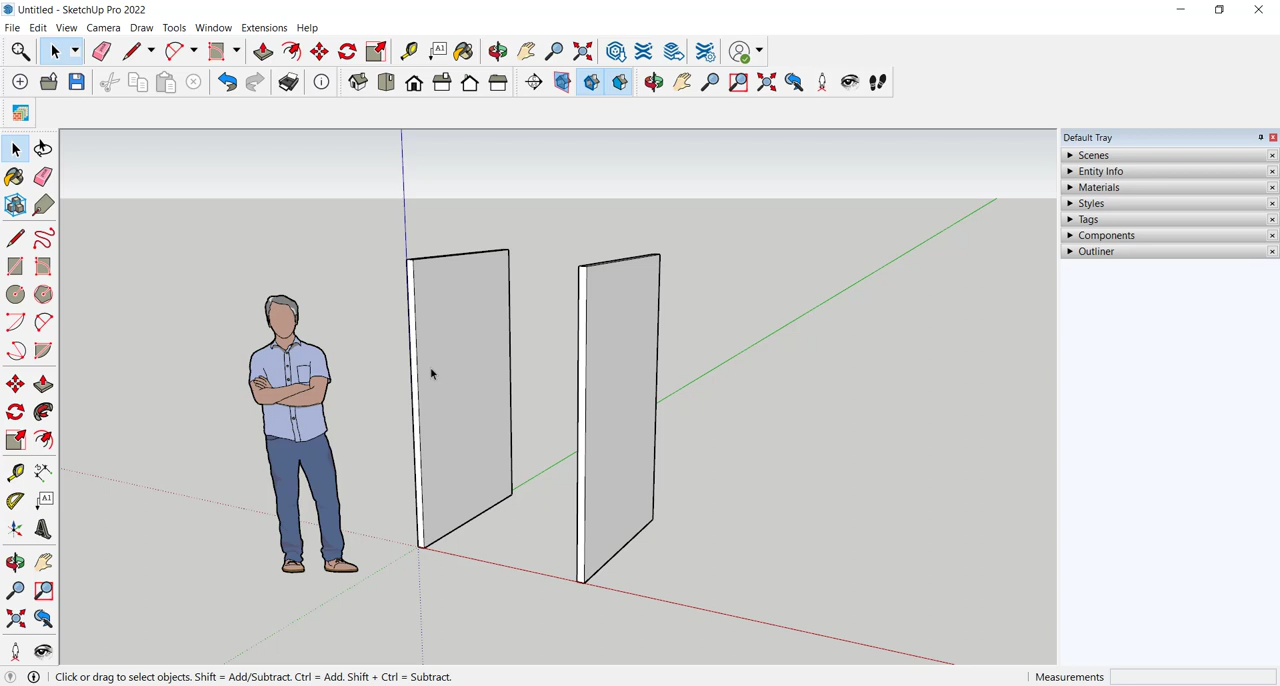 Untitled - SketchUp Pro 2022
File Edit View Camera Draw Tools Window Extensions Help
A1
Default Tray
Scenes
Entity Info
Materials
Styles
Tags
Components
Outliner
A1
Click or drag to select objects. Shift = Add/Subtract. Ctrl = Add. Shift + Ctrl = Subtract.
Measurements